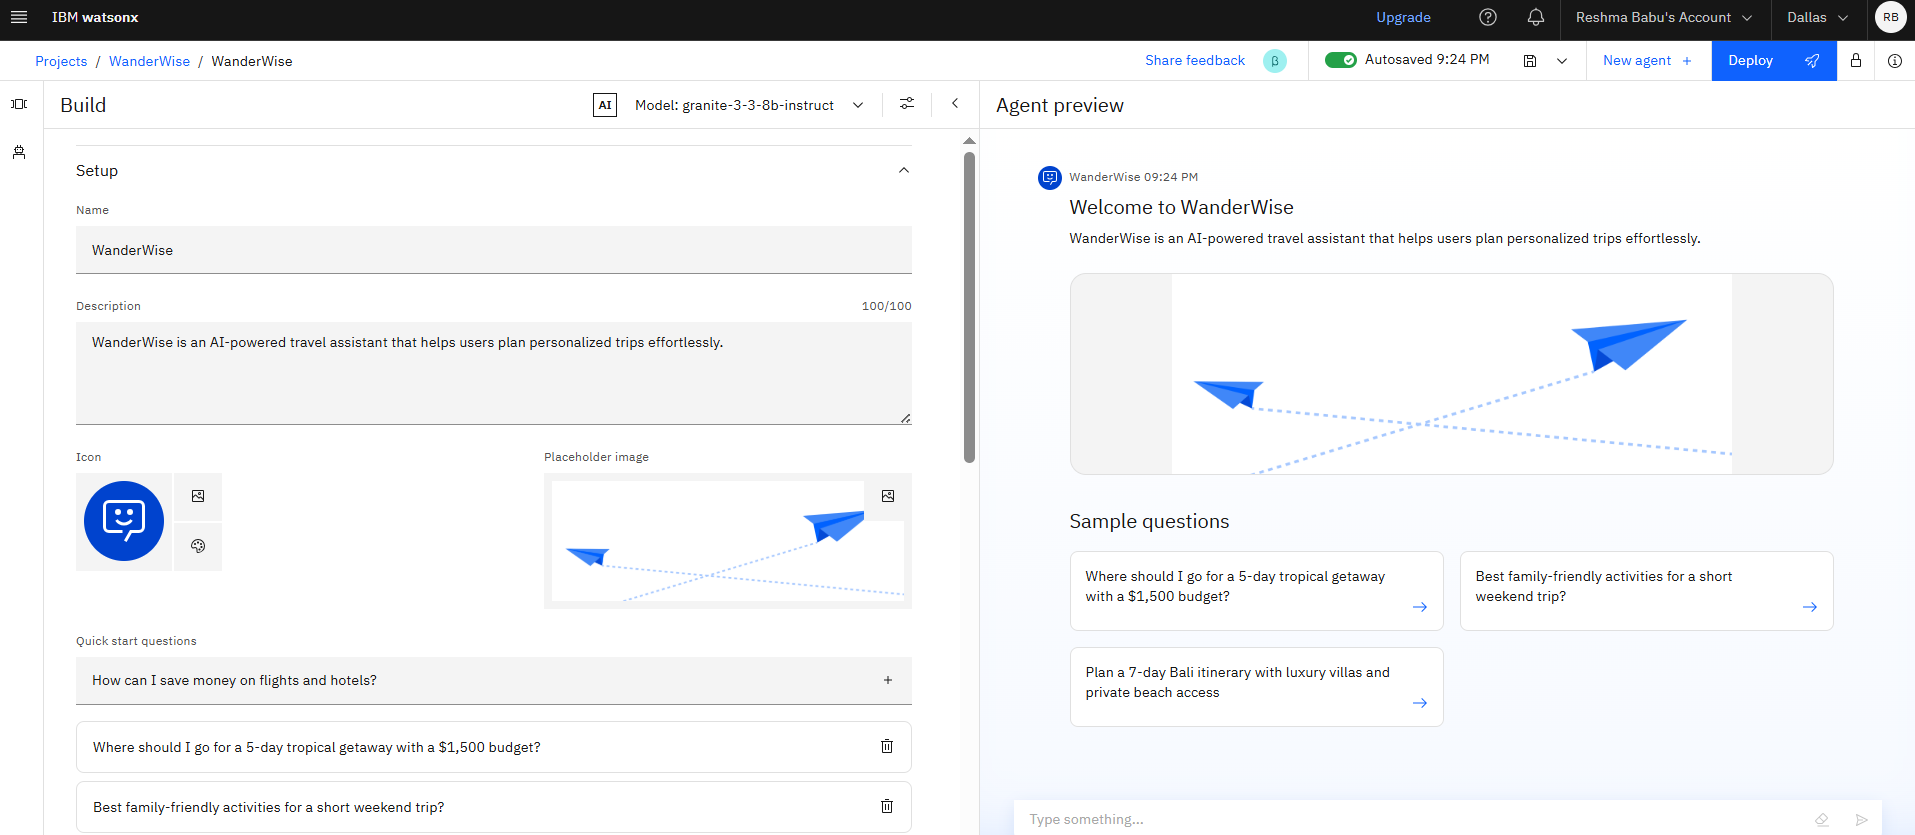 IBM watsonx
Upgrade
Reshma Babu's Account
Dallas
RB
Projects / WanderWise / WanderWise
Share feedback
β
Autosaved 9:24 PM
New agent +
Deploy
Build
AI
Model: granite-3-3-8b-instruct
Agent preview
Setup
Name
WanderWise
Description
100/100
WanderWise is an AI-powered travel assistant that helps users plan personalized trips effortlessly.
Icon
Placeholder image
Quick start questions
How can I save money on flights and hotels?
Where should I go for a 5-day tropical getaway with a $1,500 budget?
Best family-friendly activities for a short weekend trip?
WanderWise 09:24 PM
Welcome to WanderWise
WanderWise is an AI-powered travel assistant that helps users plan personalized trips effortlessly.
Sample questions
Where should I go for a 5-day tropical getaway
with a $1,500 budget?
Best family-friendly activities for a short
weekend trip?
Plan a 7-day Bali itinerary with luxury villas and
private beach access
Type something...